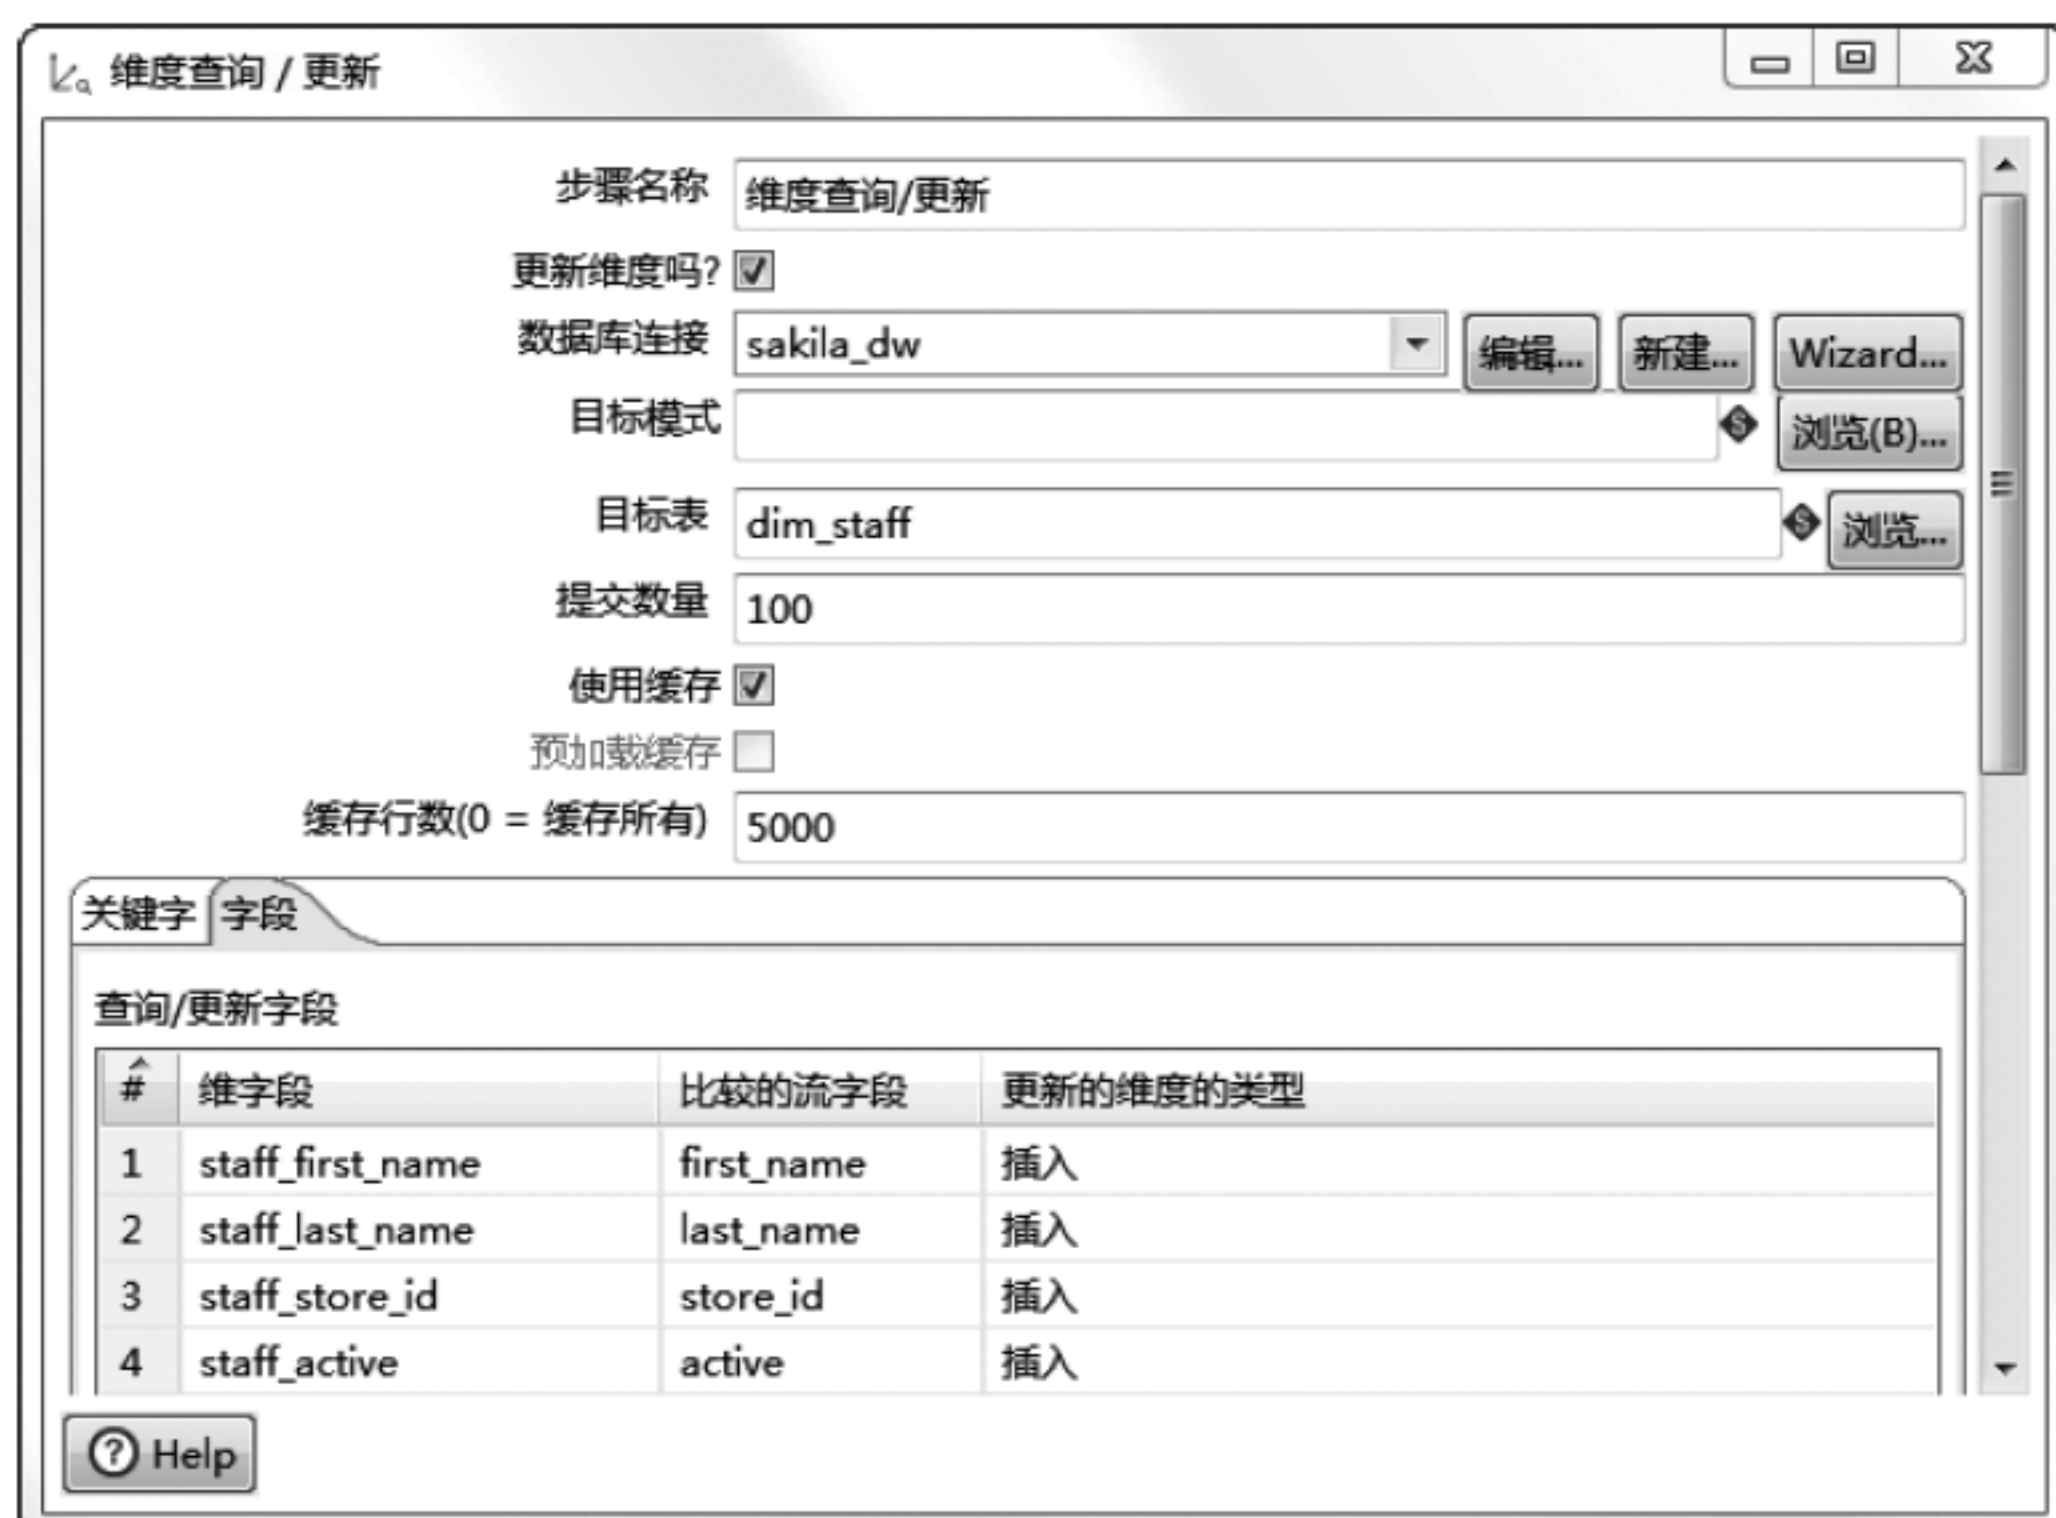 维度查询 / 更新
步骤名称 维度查询/更新
更新维度吗?
数据库连接 sakila_dw 编辑... 新建... Wizard...
目标模式 浏览(B)...
目标表 dim_staff 浏览...
提交数量 100
使用缓存
预加载缓存
缓存行数(0 = 缓存所有) 5000
关键字 字段
查询/更新字段
# 维字段 比较的流字段 更新的维度的类型
1 staff_first_name first_name 插入
2 staff_last_name last_name 插入
3 staff_store_id store_id 插入
4 staff_active active 插入
Help